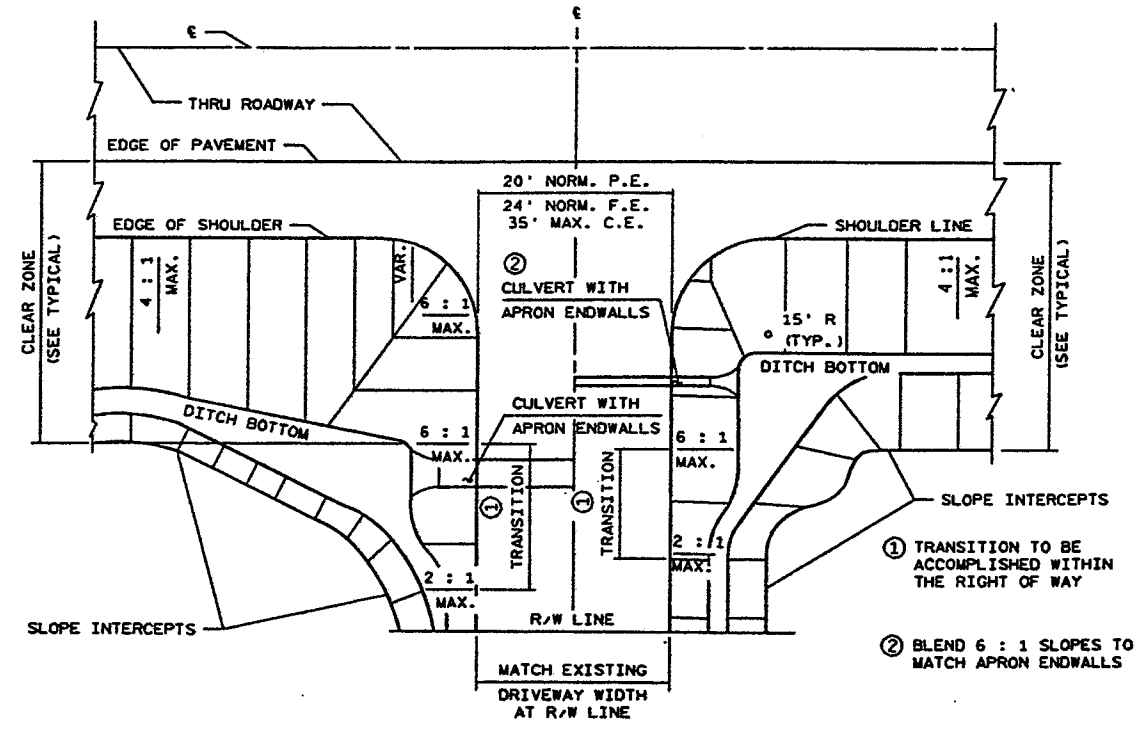 ℄
℄
THRU ROADWAY
EDGE OF PAVEMENT
20' NORM. P.E.
24' NORM. F.E.
35' MAX. C.E.
EDGE OF SHOULDER
SHOULDER LINE
CLEAR ZONE
(SEE TYPICAL)
4 : 1
MAX.
VAR.
6 : 1
MAX.
②
CULVERT WITH
APRON ENDWALLS
15' R
(TYP.)
4 : 1
MAX.
CLEAR ZONE
(SEE TYPICAL)
DITCH BOTTOM
DITCH BOTTOM
CULVERT WITH
APRON ENDWALLS
6 : 1
MAX.
6 : 1
MAX.
①
TRANSITION
①
TRANSITION
SLOPE INTERCEPTS
2 : 1
MAX.
2 : 1
MAX.
① TRANSITION TO BE
ACCOMPLISHED WITHIN
THE RIGHT OF WAY
R/W LINE
SLOPE INTERCEPTS
② BLEND 6 : 1 SLOPES TO
MATCH APRON ENDWALLS
MATCH EXISTING
DRIVEWAY WIDTH
AT R/W LINE